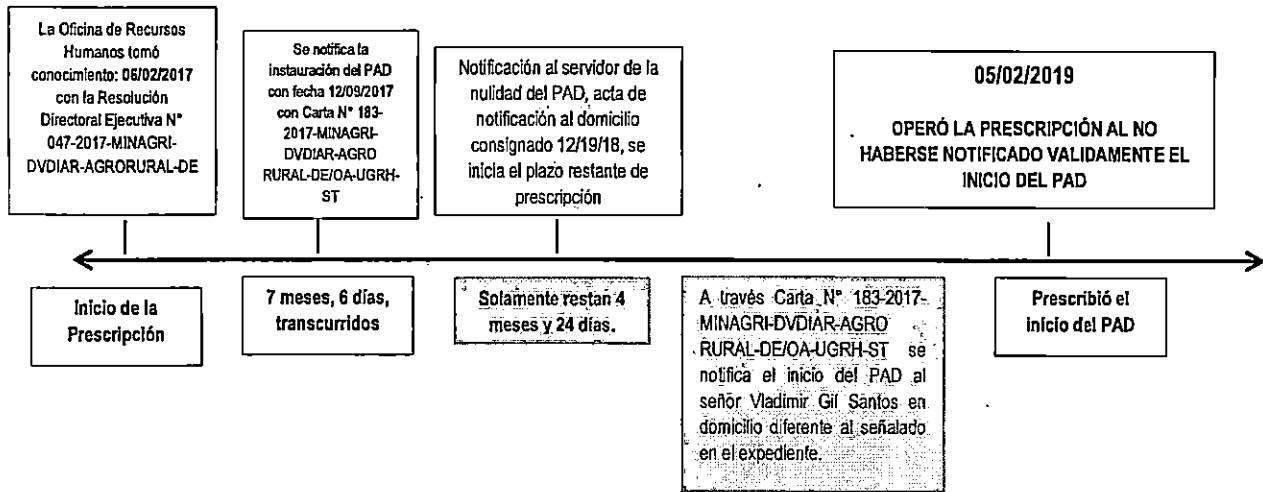 La Oficina de Recursos
Humanos tomó
conocimiento: 06/02/2017
con la Resolución
Directoral Ejecutiva N°
047-2017-MINAGRI-
DVDIAR-AGRORURAL-DE
Se notifica la
instauración del PAD
con fecha 12/09/2017
con Carta N° 183-
2017-MINAGRI-
DVDIAR-AGRO
RURAL-DE/OA-UGRH-
ST
Notificación al servidor de la
nulidad del PAD, acta de
notificación al domicilio
consignado 12/19/18, se
inicia el plazo restante de
prescripción
05/02/2019
OPERÓ LA PRESCRIPCIÓN AL NO
HABERSE NOTIFICADO VALIDAMENTE EL
INICIO DEL PAD
Inicio de la
Prescripción
7 meses, 6 días,
transcurridos
Solamente restan 4
meses y 24 días.
A través Carta N° 183-2017-
MINAGRI-DVDIAR-AGRO
RURAL-DE/OA-UGRH-ST se
notifica el inicio del PAD al
señor Vladimir Gil Santos en
domicilio diferente al señalado
en el expediente.
Prescribió el
inicio del PAD